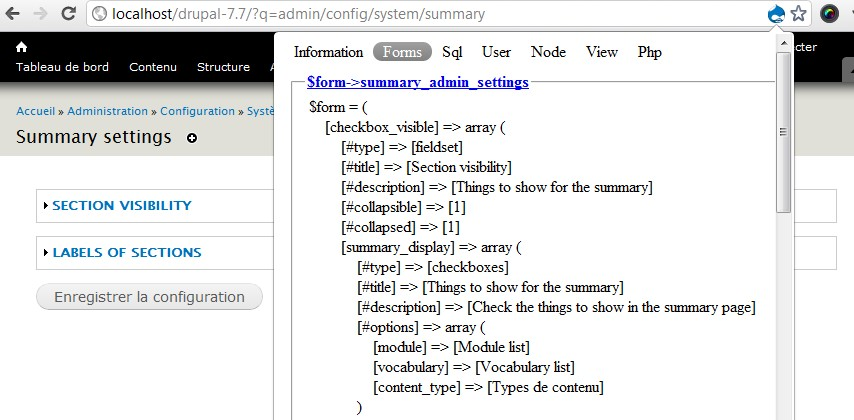 localhost/drupal-7.7/?q=admin/config/system/summary
Tableau de bord Contenu Structure
Accueil » Administration » Configuration »
Summary settings
SECTION VISIBILITY
LABELS OF SECTIONS
Enregistrer la configuration
Information Forms Sql User Node View Php
$form->summary_admin_settings
$form = (
[checkbox_visible] => array (
[#type] => [fieldset]
[#title] => [Section visibility]
[#description] => [Things to show for the summary]
[#collapsible] => [1]
[#collapsed] => [1]
[summary_display] => array (
[#type] => [checkboxes]
[#title] => [Things to show for the summary]
[#description] => [Check the things to show in the summary page]
[#options] => array (
[module] => [Module list]
[vocabulary] => [Vocabulary list]
[content_type] => [Types de contenu]
)